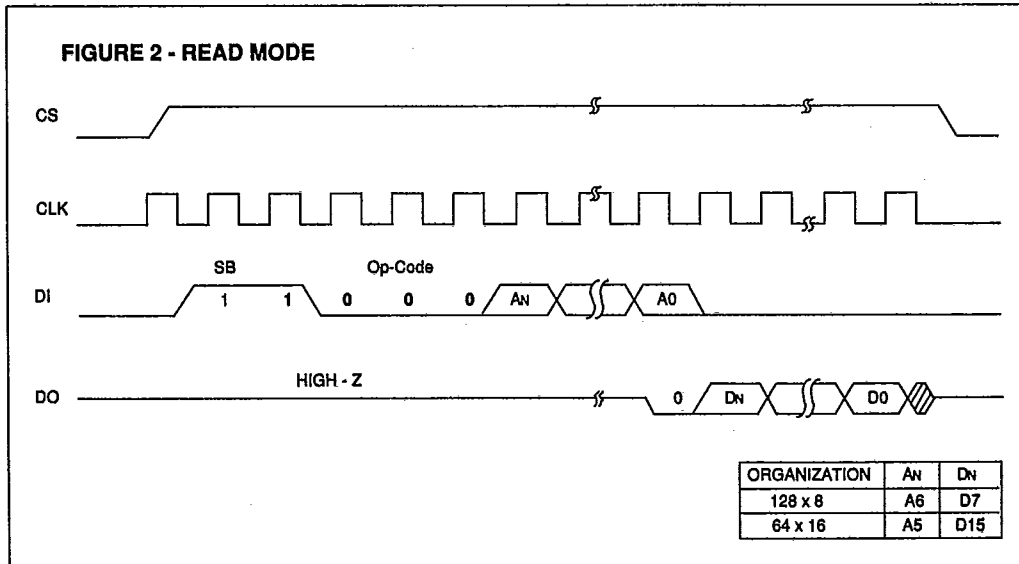 FIGURE 2 - READ MODE
CS
CLK
SB Op-Code
DI 1 1 0 0 0 AN A0
HIGH - Z
DO 0 DN D0
ORGANIZATION AN DN
128 x 8 A6 D7
64 x 16 A5 D15